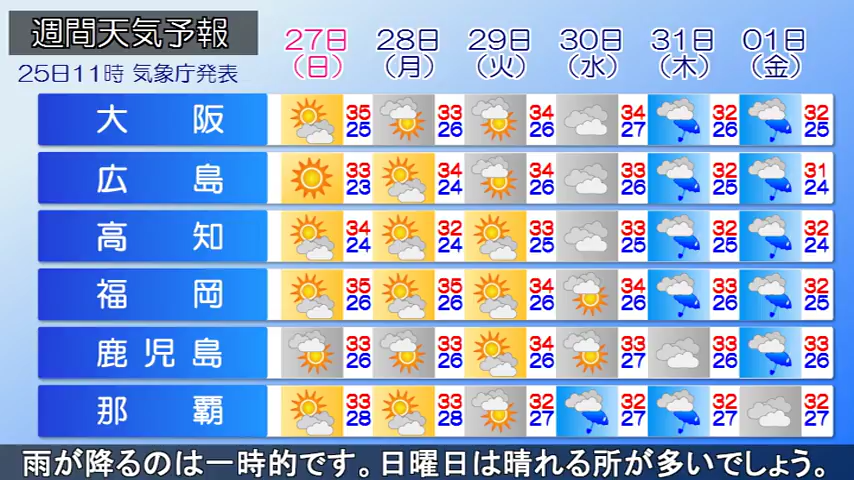 週間天気予報
25日11時 気象庁発表
27日 28日 29日 30日 31日 01日
（日） （月） （火） （水） （木） （金）
大阪 35 25 33 26 34 26 34 27 32 26 32 25
広島 33 23 34 24 34 26 33 26 32 25 31 24
高知 34 24 32 24 33 25 33 25 32 25 32 24
福岡 35 26 35 26 34 26 34 26 33 26 32 25
鹿児島 33 26 33 26 34 26 33 27 33 26 33 26
那覇 33 28 33 28 32 27 32 27 32 27 32 27
雨が降るのは一時的です。日曜日は晴れる所が多いでしょう。